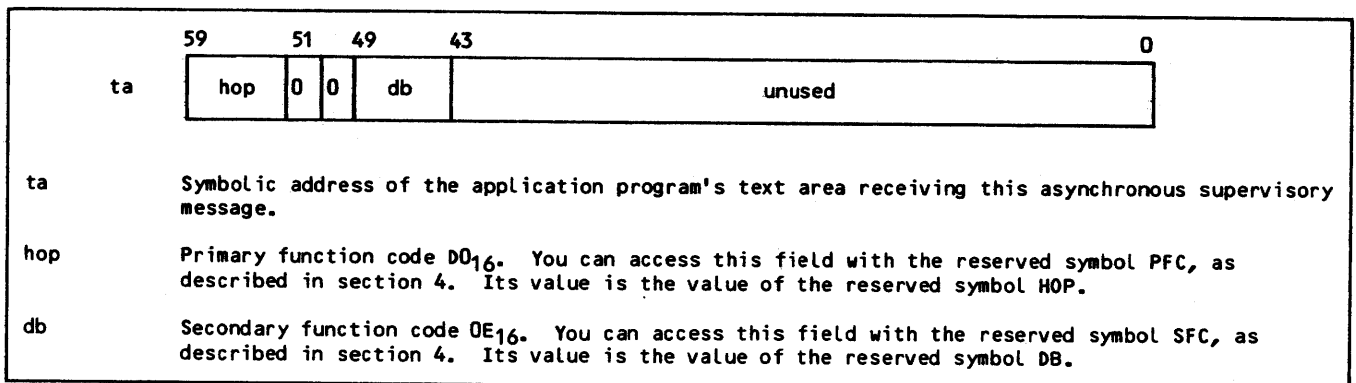 59 51 49 43 0
ta hop 0 0 db unused
ta Symbolic address of the application program's text area receiving this asynchronous supervisory
message.
hop Primary function code D0₁₆. You can access this field with the reserved symbol PFC, as
described in section 4. Its value is the value of the reserved symbol HOP.
db Secondary function code 0E₁₆. You can access this field with the reserved symbol SFC, as
described in section 4. Its value is the value of the reserved symbol DB.